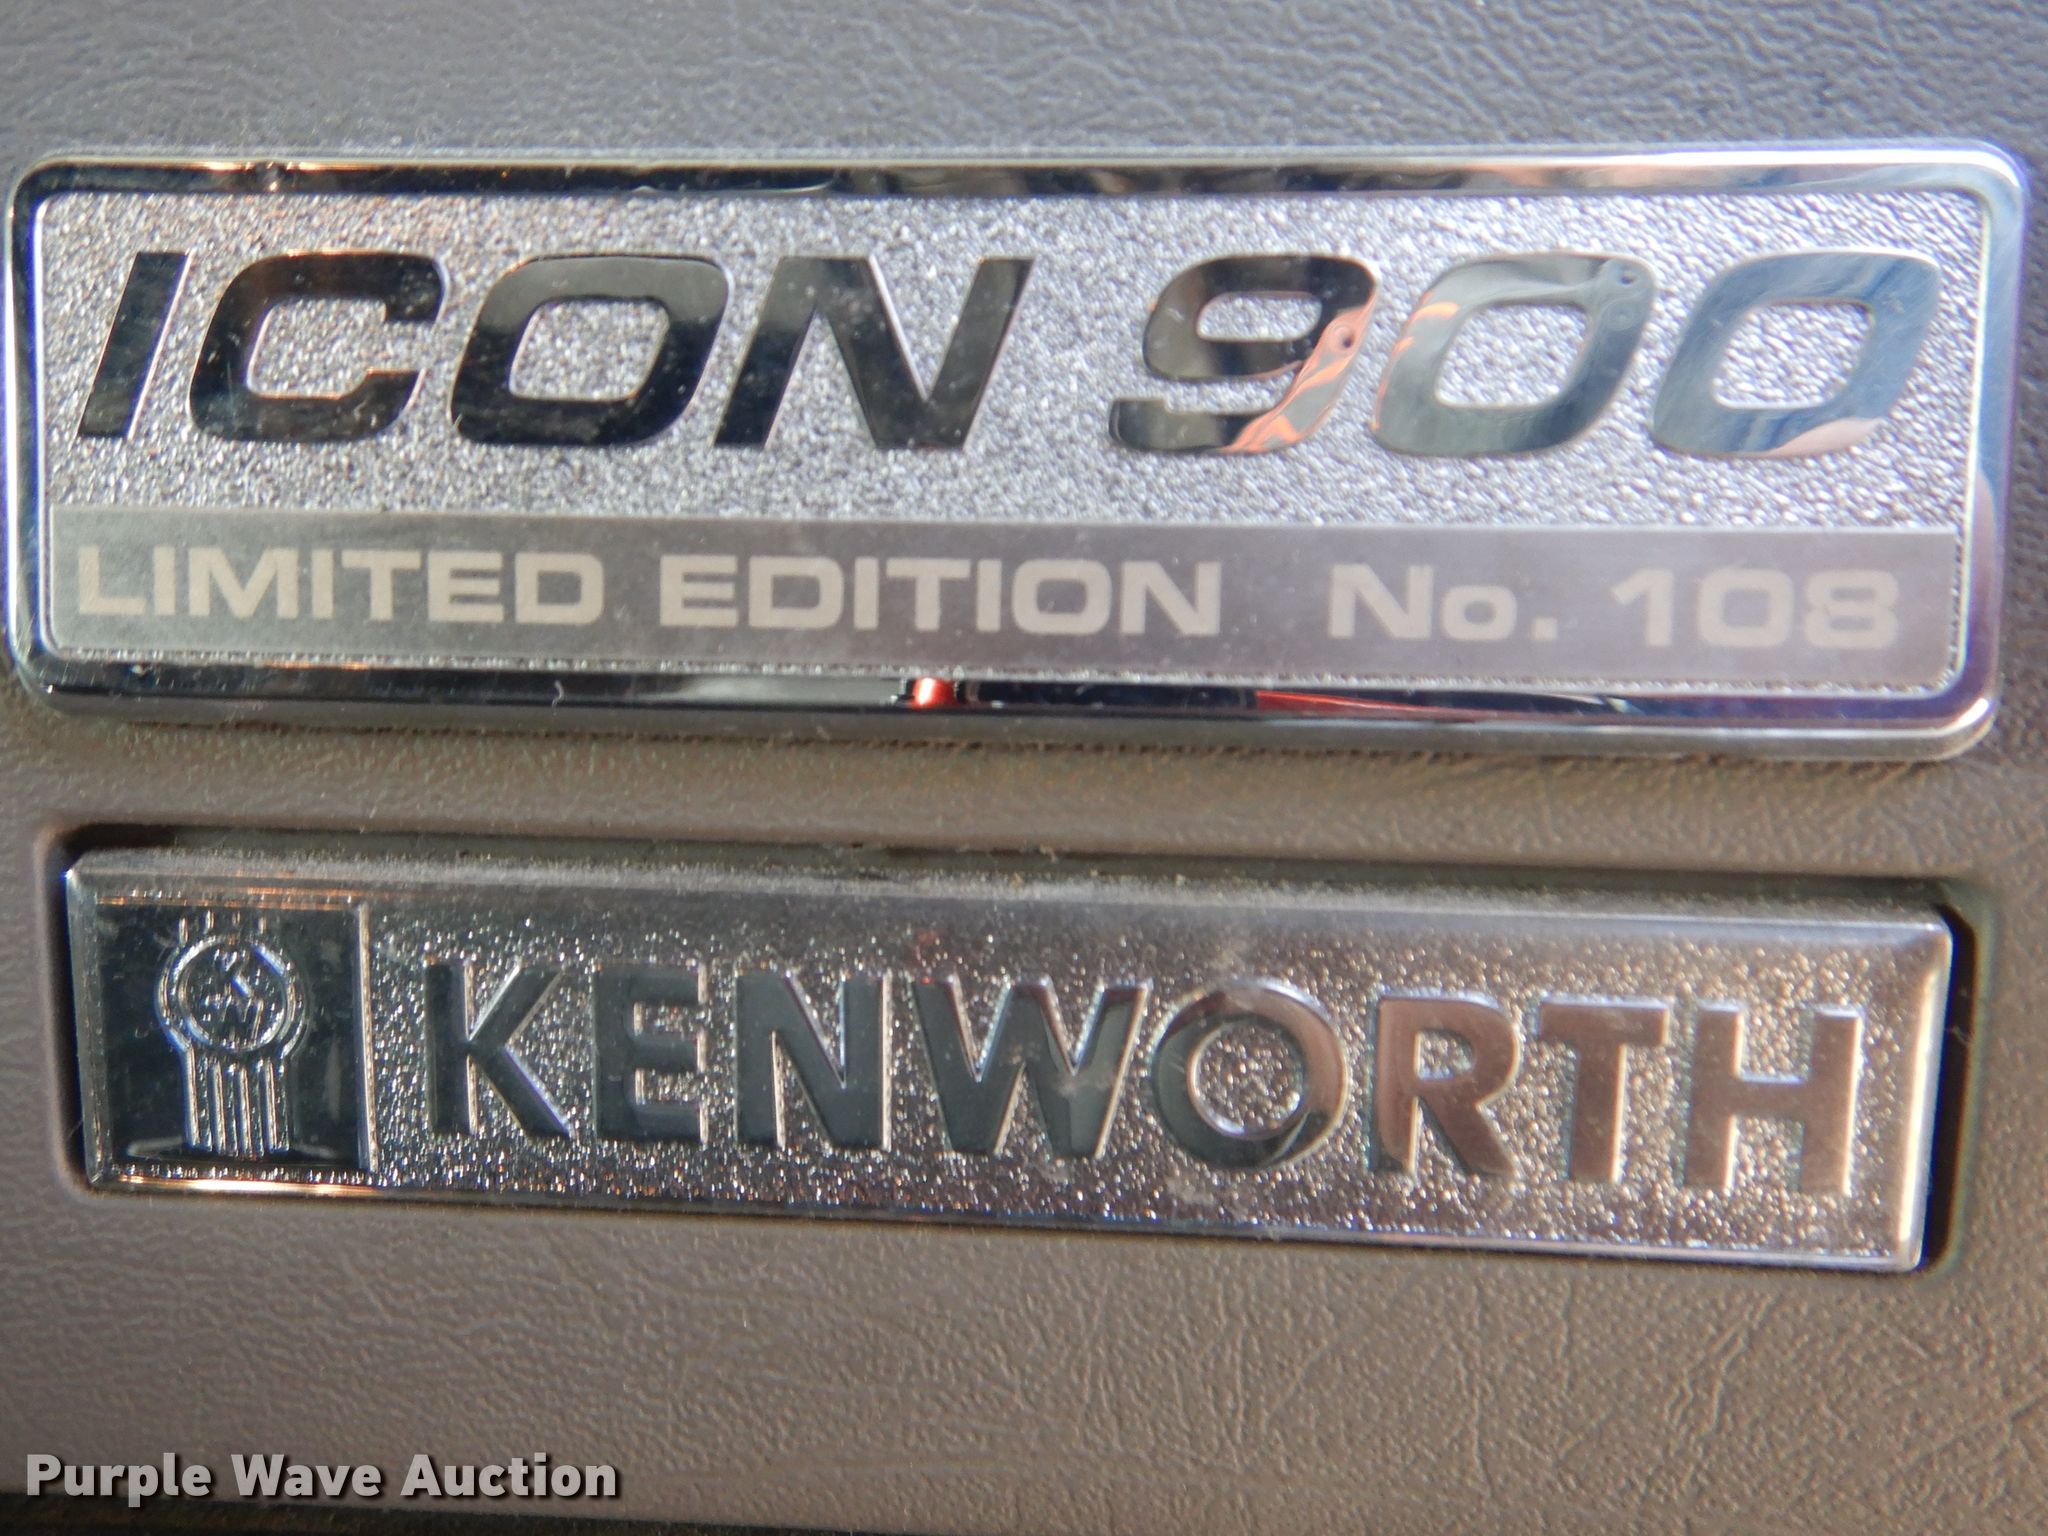 ICON 900
LIMITED EDITION No. 108
KENWORTH
Purple Wave Auction